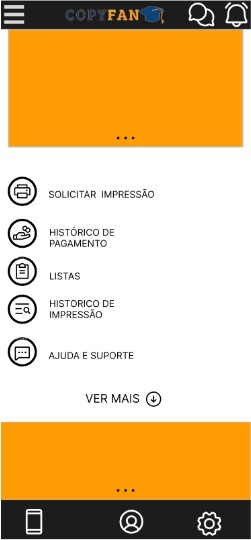 COPYFAN
...
SOLICITAR IMPRESSÃO
HISTÓRICO DE
PAGAMENTO
LISTAS
HISTORICO DE
IMPRESSÃO
AJUDA E SUPORTE
VER MAIS
...